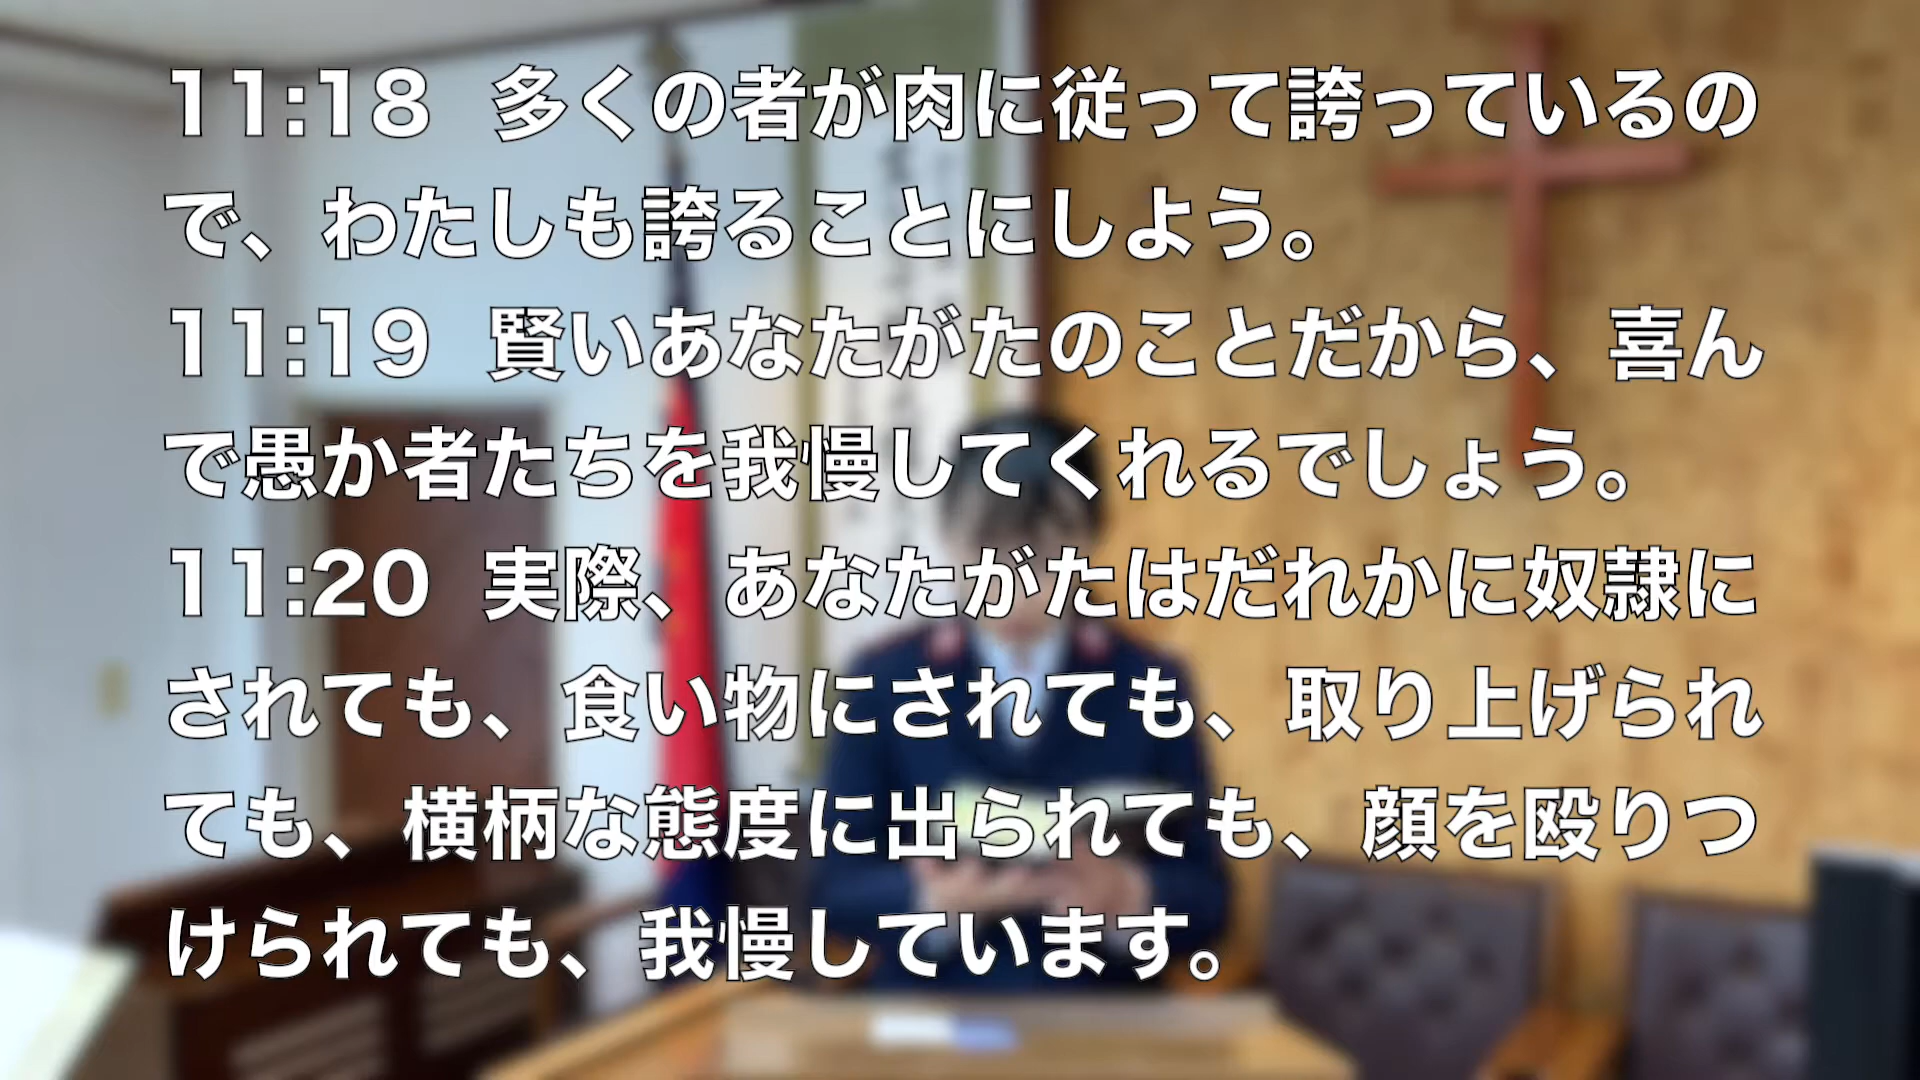 11:18 多くの者が肉に従って誇っているの
で、わたしも誇ることにしよう。
11:19 賢いあなたがたのことだから、喜ん
で愚か者たちを我慢してくれるでしょう。
11:20 実際、あなたがたはだれかに奴隷に
されても、食い物にされても、取り上げられ
ても、横柄な態度に出られても、顔を殴りつ
けられても、我慢しています。